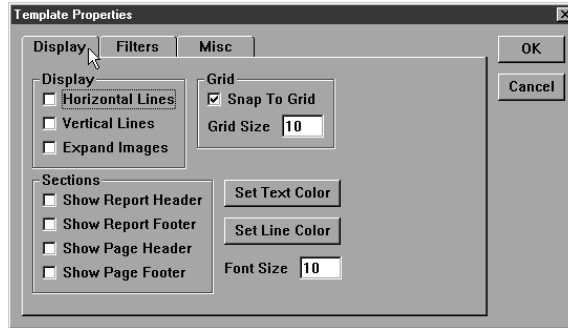 Template Properties
Display Filters Misc
OK
Cancel
Display
Horizontal Lines
Vertical Lines
Expand Images
Grid
Snap To Grid
Grid Size 10
Sections
Show Report Header
Show Report Footer
Show Page Header
Show Page Footer
Set Text Color
Set Line Color
Font Size 10